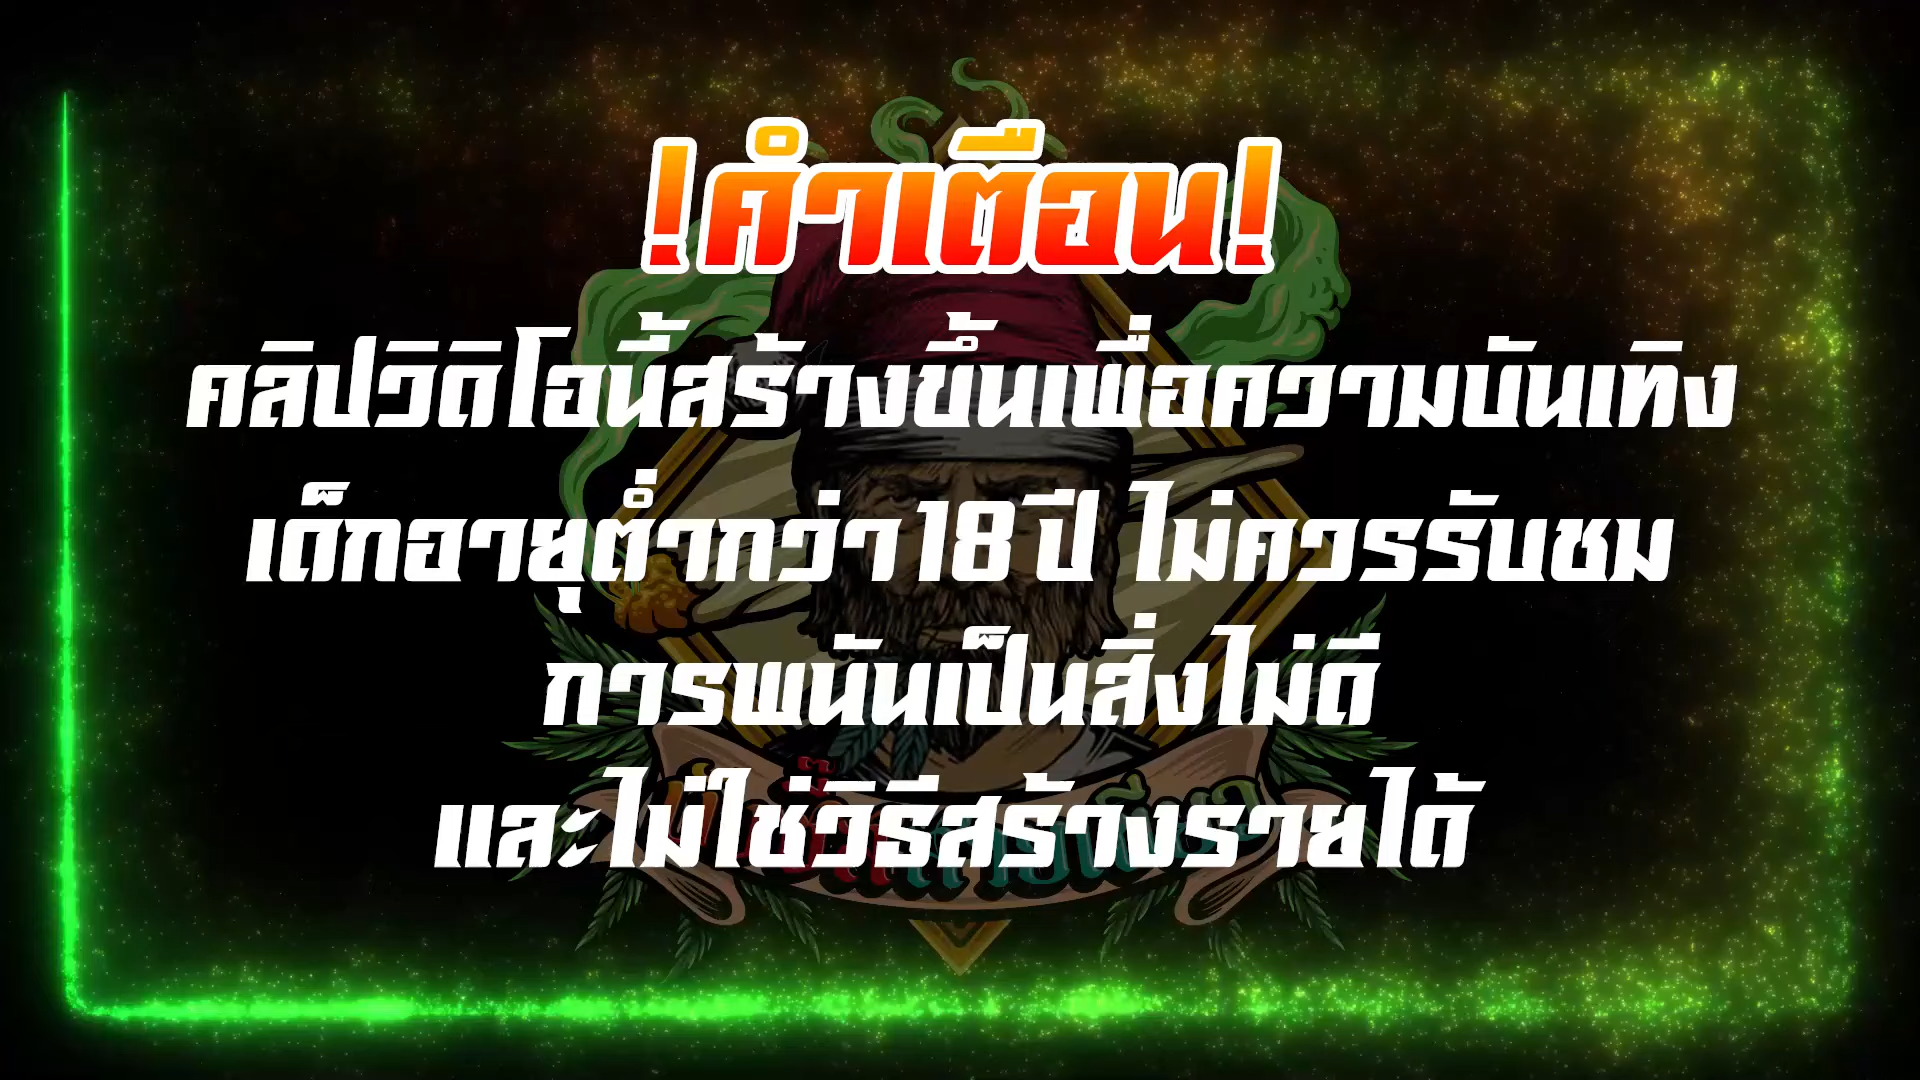 !คำเตือน!
คลิปวิดิโอนี้สร้างขึ้นเพื่อความบันเทิง
เด็กอายุต่ำกว่า 18 ปี ไม่ควรรับชม
การพนันเป็นสิ่งไม่ดี
และไม่ใช่วิธีสร้างรายได้